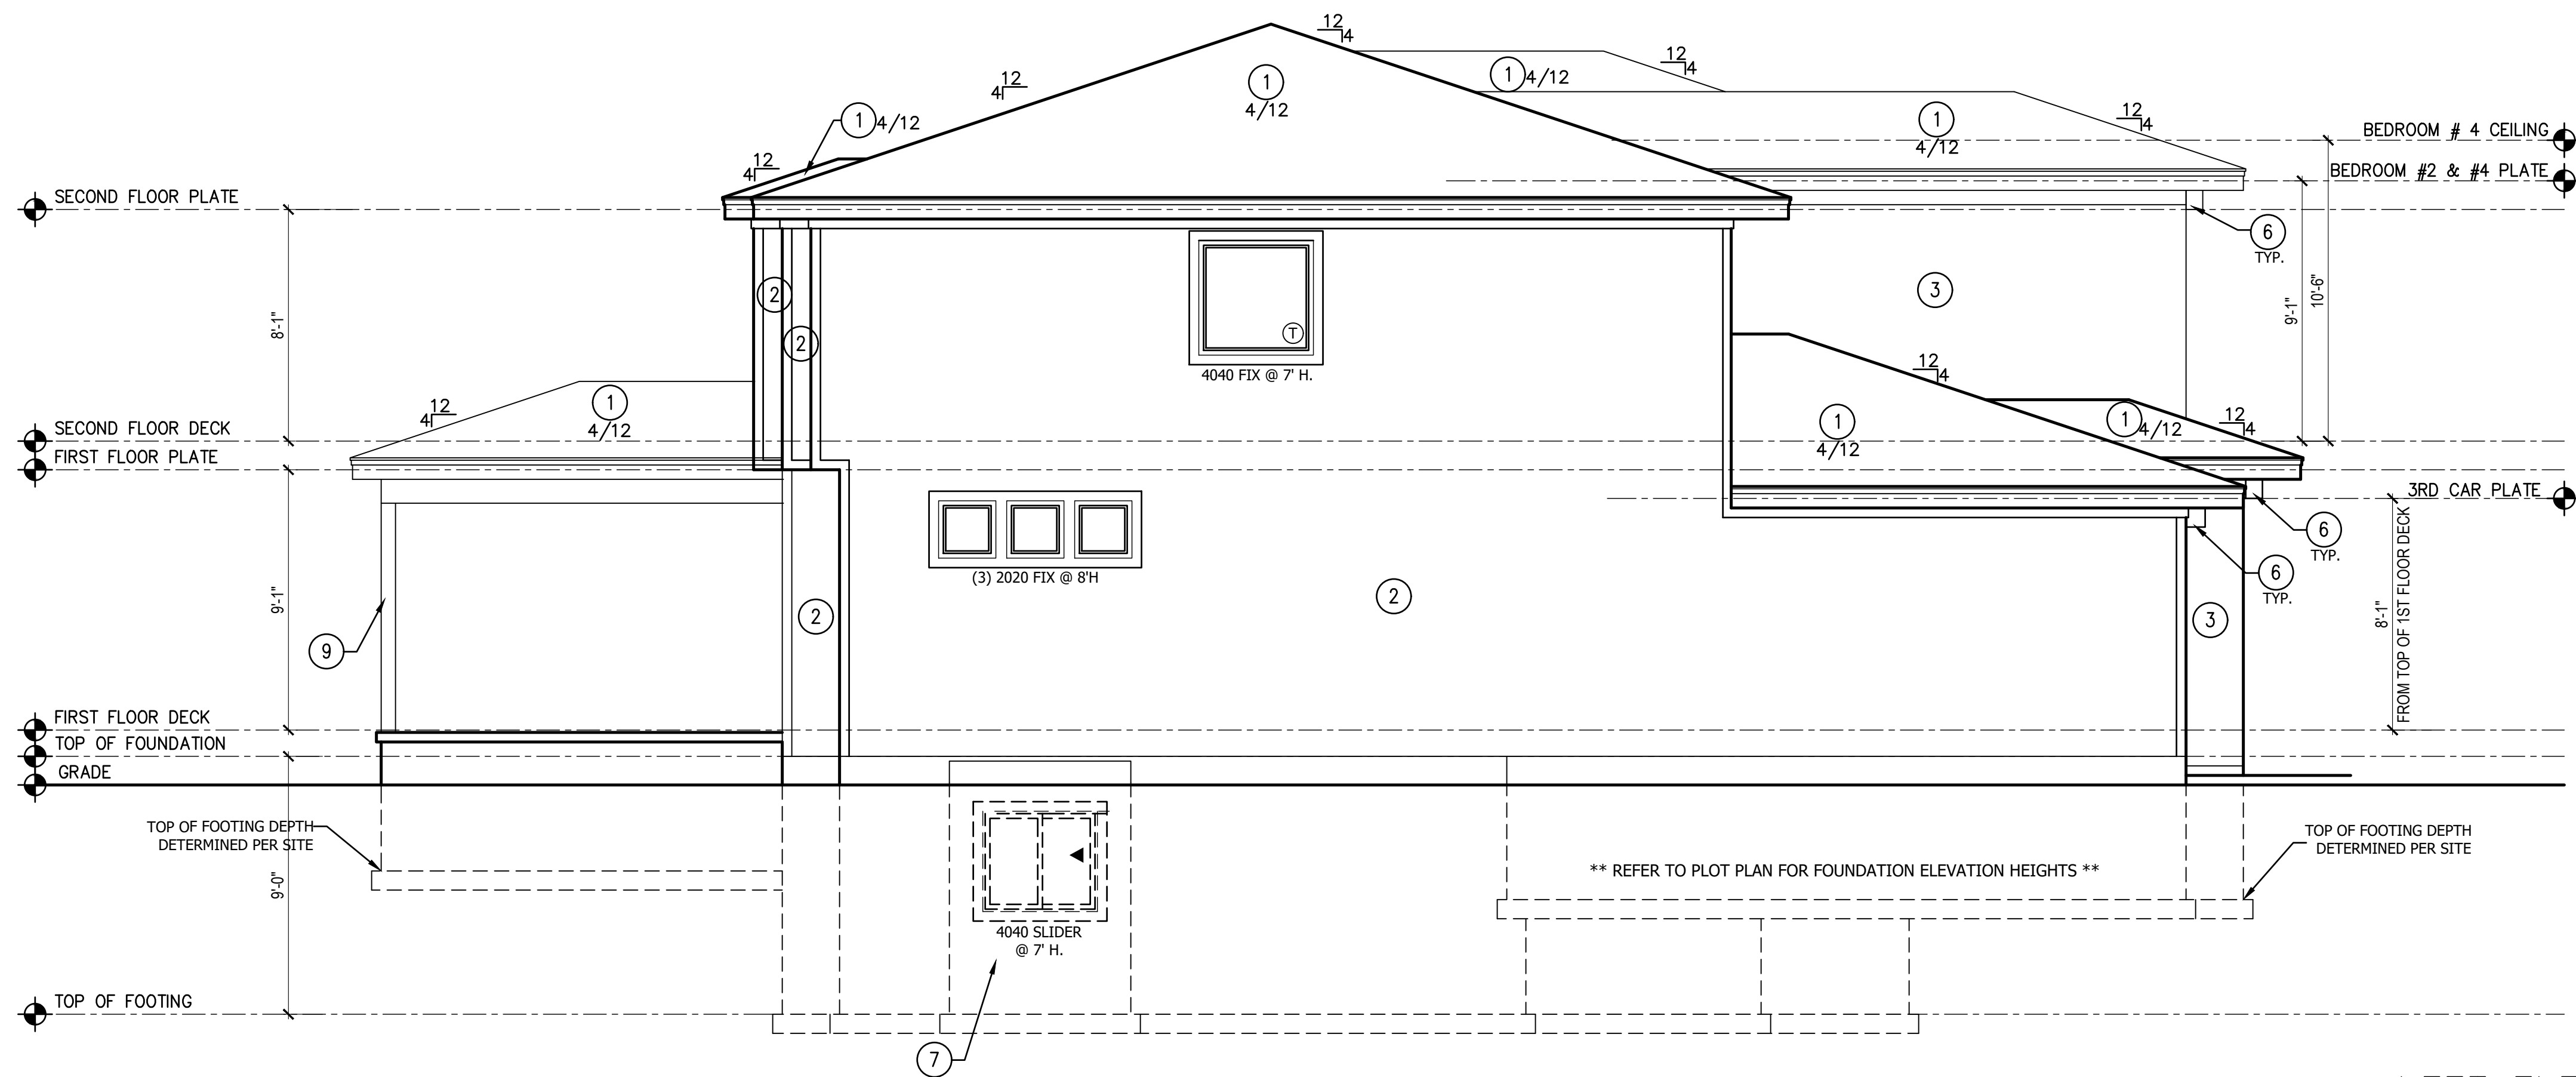 12
4
12
4
12
4
1
4/12
1
4/12
12
4
1
4/12
1
4/12
12
4
BEDROOM # 4 CEILING
12
4
BEDROOM #2 & #4 PLATE
SECOND FLOOR PLATE
6
TYP.
2
3
8'-1"
9'-1"
10'-6"
2
T
4040 FIX @ 7' H.
12
4
12
4
1
4/12
1
4/12
1
4/12
12
4
SECOND FLOOR DECK
FIRST FLOOR PLATE
3RD CAR PLATE
6
TYP.
(3) 2020 FIX @ 8'H
6
TYP.
9'-1"
2
2
3
8'-1"
FROM TOP OF 1ST FLOOR DECK
9
FIRST FLOOR DECK
TOP OF FOUNDATION
GRADE
TOP OF FOOTING DEPTH
DETERMINED PER SITE
TOP OF FOOTING DEPTH
DETERMINED PER SITE
9'-0"
** REFER TO PLOT PLAN FOR FOUNDATION ELEVATION HEIGHTS **
4040 SLIDER
@ 7' H.
TOP OF FOOTING
7